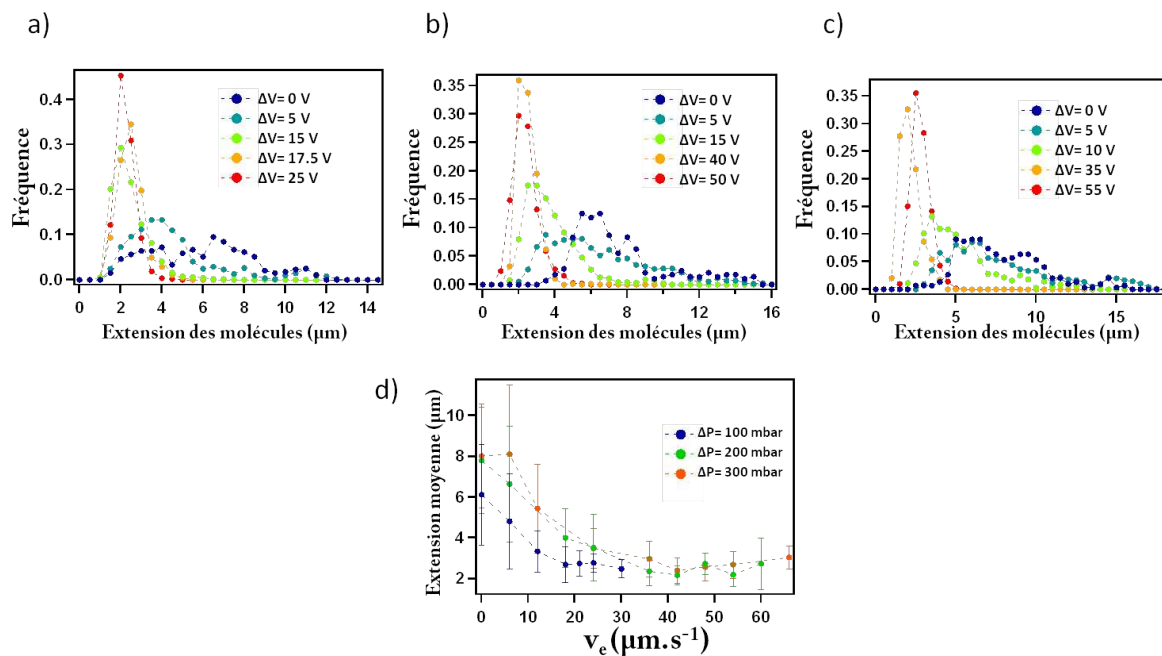 a)
Fréquence
0.4
0.3
0.2
0.1
0.0
0
2
4
6
8
10
12
14
Extension des molécules (μm)
ΔV= 0 V
ΔV= 5 V
ΔV= 15 V
ΔV= 17.5 V
ΔV= 25 V
b)
Fréquence
0.35
0.30
0.25
0.20
0.15
0.10
0.05
0.00
0
4
8
12
16
Extension des molécules (μm)
ΔV= 0 V
ΔV= 5 V
ΔV= 15 V
ΔV= 40 V
ΔV= 50 V
c)
Fréquence
0.35
0.30
0.25
0.20
0.15
0.10
0.05
0.00
0
5
10
15
Extension des molécules (μm)
ΔV= 0 V
ΔV= 5 V
ΔV= 10 V
ΔV= 35 V
ΔV= 55 V
d)
Extension moyenne (μm)
10
8
6
4
2
0
10
20
30
40
50
60
vₑ (μm.s⁻¹)
ΔP= 100 mbar
ΔP= 200 mbar
ΔP= 300 mbar